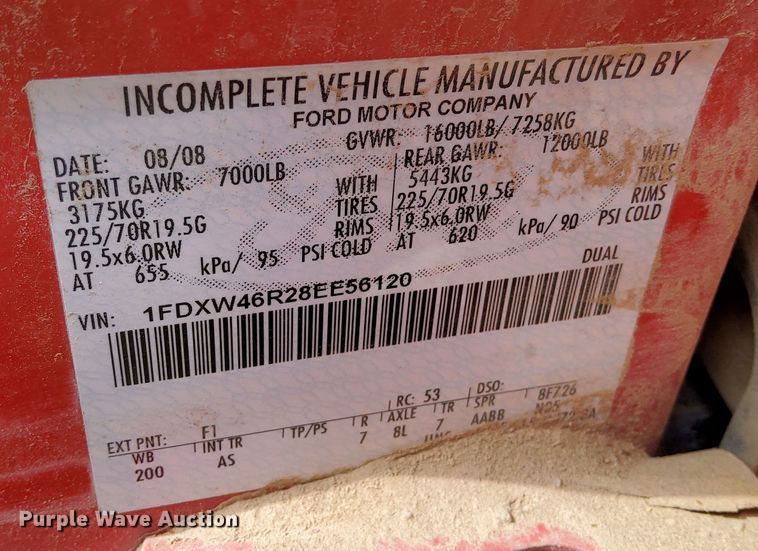 INCOMPLETE VEHICLE MANUFACTURED BY
FORD MOTOR COMPANY
DATE: 08/08 GVWR: 16000LB/ 7258KG
FRONT GAWR: 7000LB REAR GAWR: 12000LB
3175KG WITH 5443KG WITH
225/70R19.5G TIRES 225/70R19.5G TIRES
19.5x6.0RW RIMS 19.5x6.0RW RIMS
AT 655 kPa/ 95 PSI COLD AT 620 kPa/ 90 PSI COLD
DUAL
VIN: 1FDXW46R28EE56120
EXT PNT: F1 RC: 53 DSO: 8F726
WB INT TR TP/PS R AXLE TR SPR
200 AS 7 8L 7 AABB
Purple Wave Auction